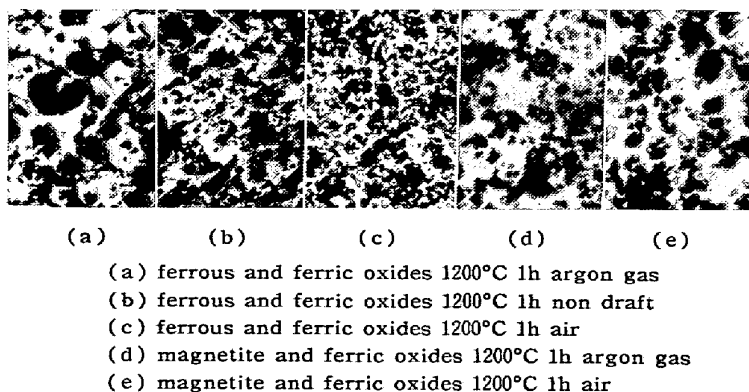 (a) (b) (c) (d) (e)
(a) ferrous and ferric oxides 1200°C 1h argon gas
(b) ferrous and ferric oxides 1200°C 1h non draft
(c) ferrous and ferric oxides 1200°C 1h air
(d) magnetite and ferric oxides 1200°C 1h argon gas
(e) magnetite and ferric oxides 1200°C 1h air